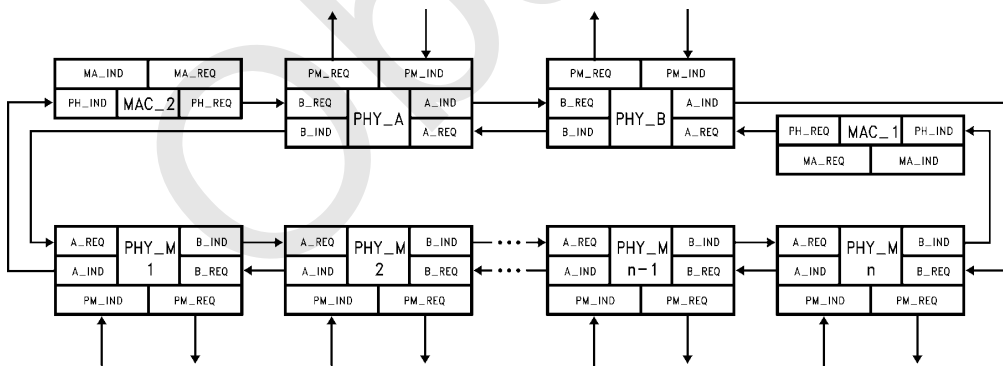 PM_REQ PM_IND
PM_REQ PM_IND
MA_IND MA_REQ
PH_IND MAC_2 PH_REQ
B_REQ PHY_A A_IND
B_IND A_REQ
B_REQ PHY_B A_IND
B_IND A_REQ
PH_REQ MAC_1 PH_IND
MA_REQ MA_IND
A_REQ PHY_M B_IND
A_IND 1 B_REQ
PM_IND PM_REQ
A_REQ PHY_M B_IND
A_IND 2 B_REQ
PM_IND PM_REQ
A_REQ PHY_M B_IND
A_IND n-1 B_REQ
PM_IND PM_REQ
A_REQ PHY_M B_IND
A_IND n B_REQ
PM_IND PM_REQ